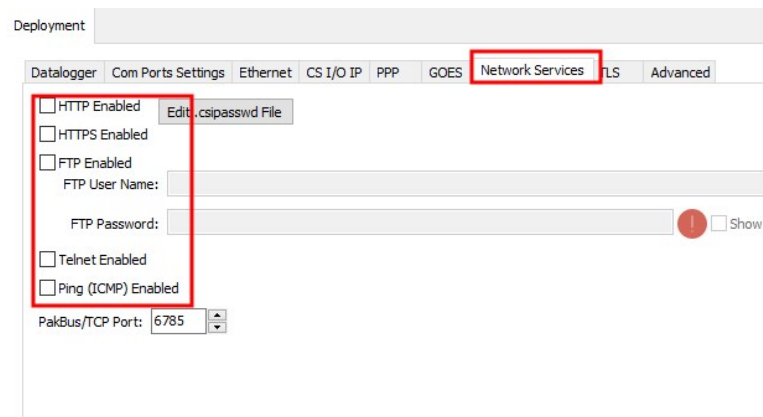 Deployment
Datalogger Com Ports Settings Ethernet CS I/O IP PPP GOES Network Services TLS Advanced
HTTP Enabled Edit .csipasswd File
HTTPS Enabled
FTP Enabled
FTP User Name:
FTP Password: ! Show
Telnet Enabled
Ping (ICMP) Enabled
PakBus/TCP Port: 6785